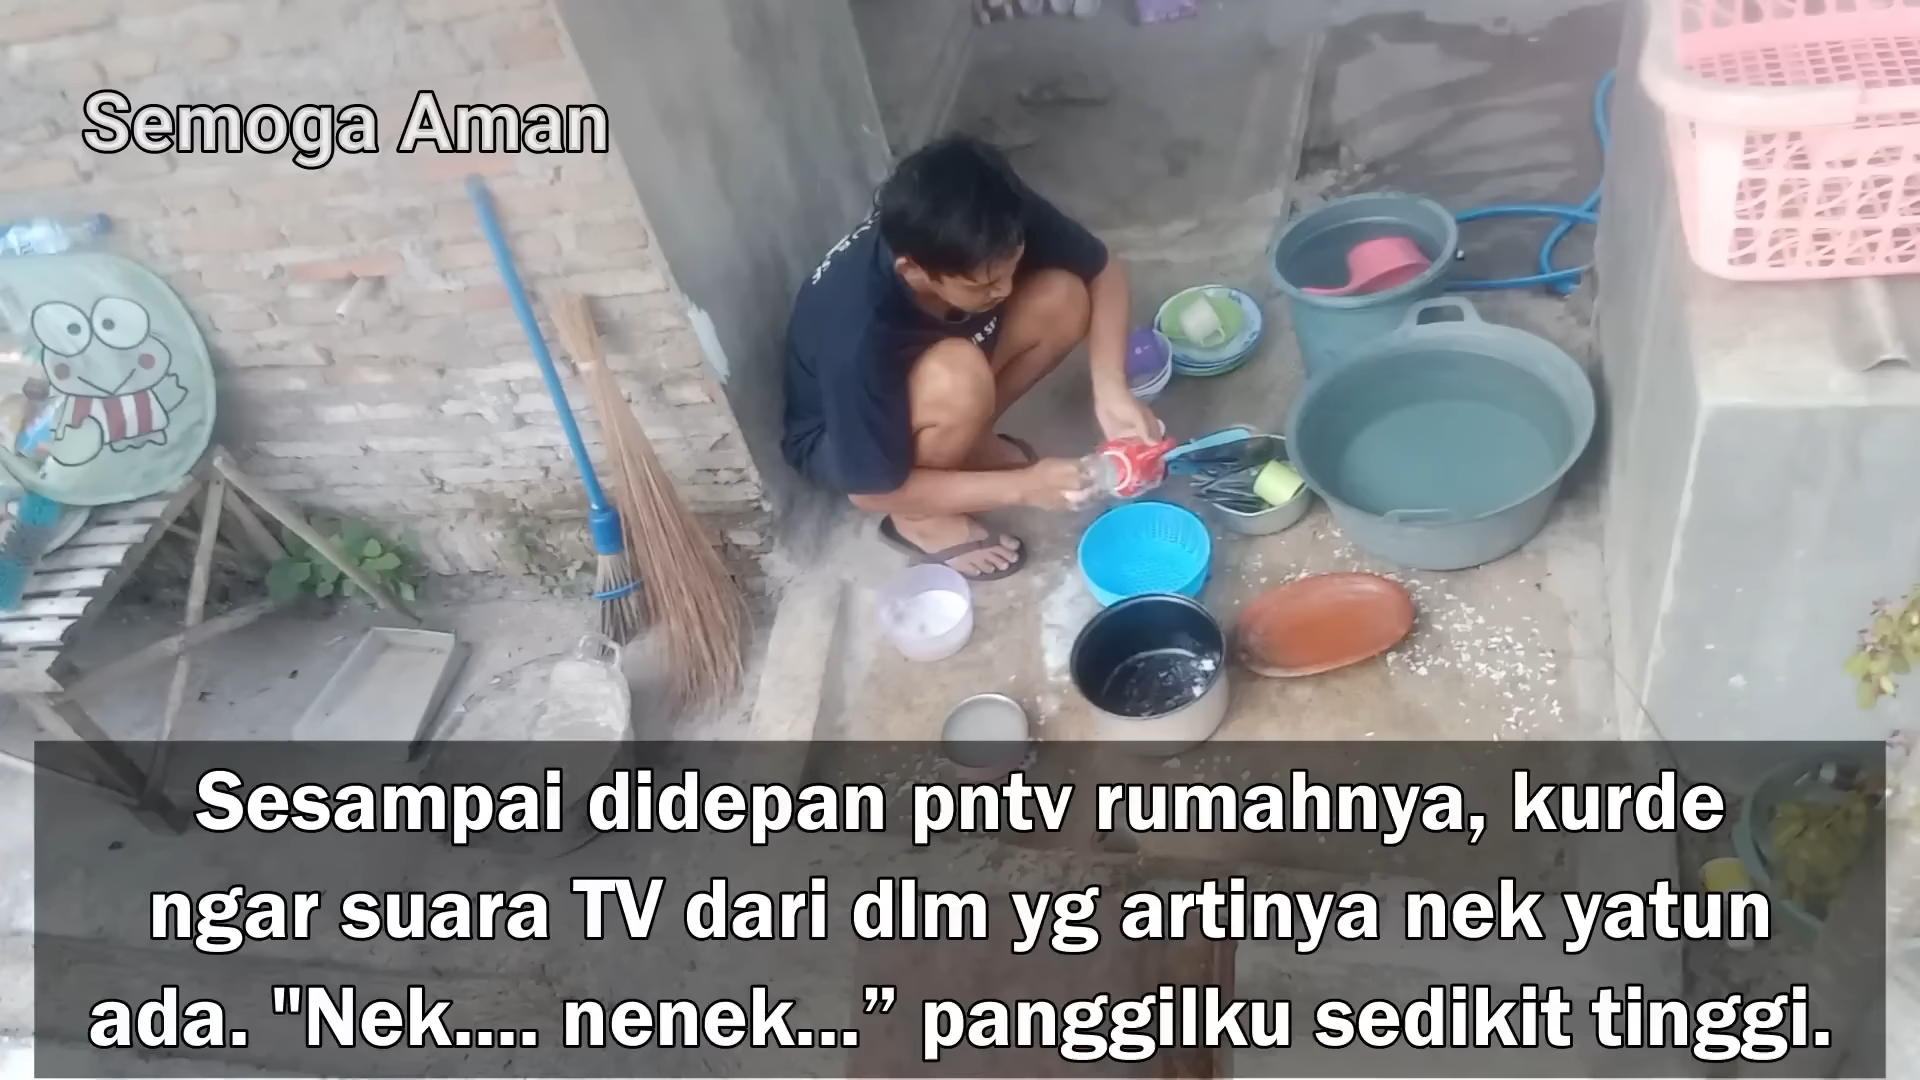 Semoga Aman
Sesampai didepan pntv rumahnya, kurde
ngar suara TV dari dlm yg artinya nek yatun
ada. "Nek.... nenek...” panggilku sedikit tinggi.